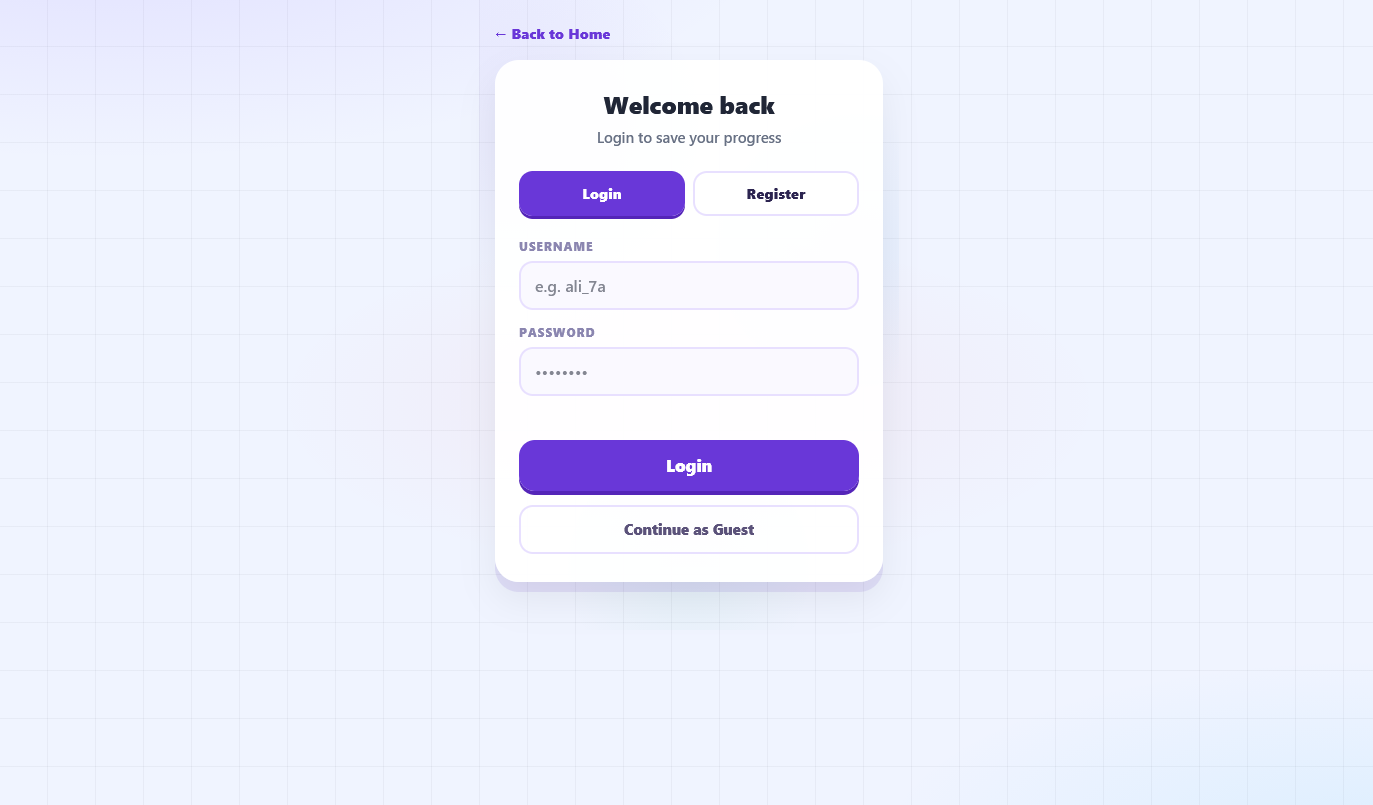 ← Back to Home
Welcome back
Login to save your progress
Login
Register
USERNAME
e.g. ali_7a
PASSWORD
••••••••
Login
Continue as Guest